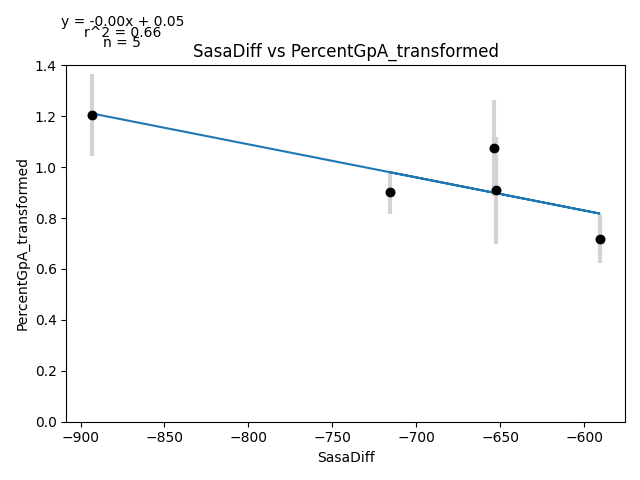 y = -0.00x + 0.05
r^2 = 0.66
n = 5
SasaDiff vs PercentGpA_transformed
PercentGpA_transformed
1.4
1.2
1.0
0.8
0.6
0.4
0.2
0.0
−900
−850
−800
−750
−700
−650
−600
SasaDiff